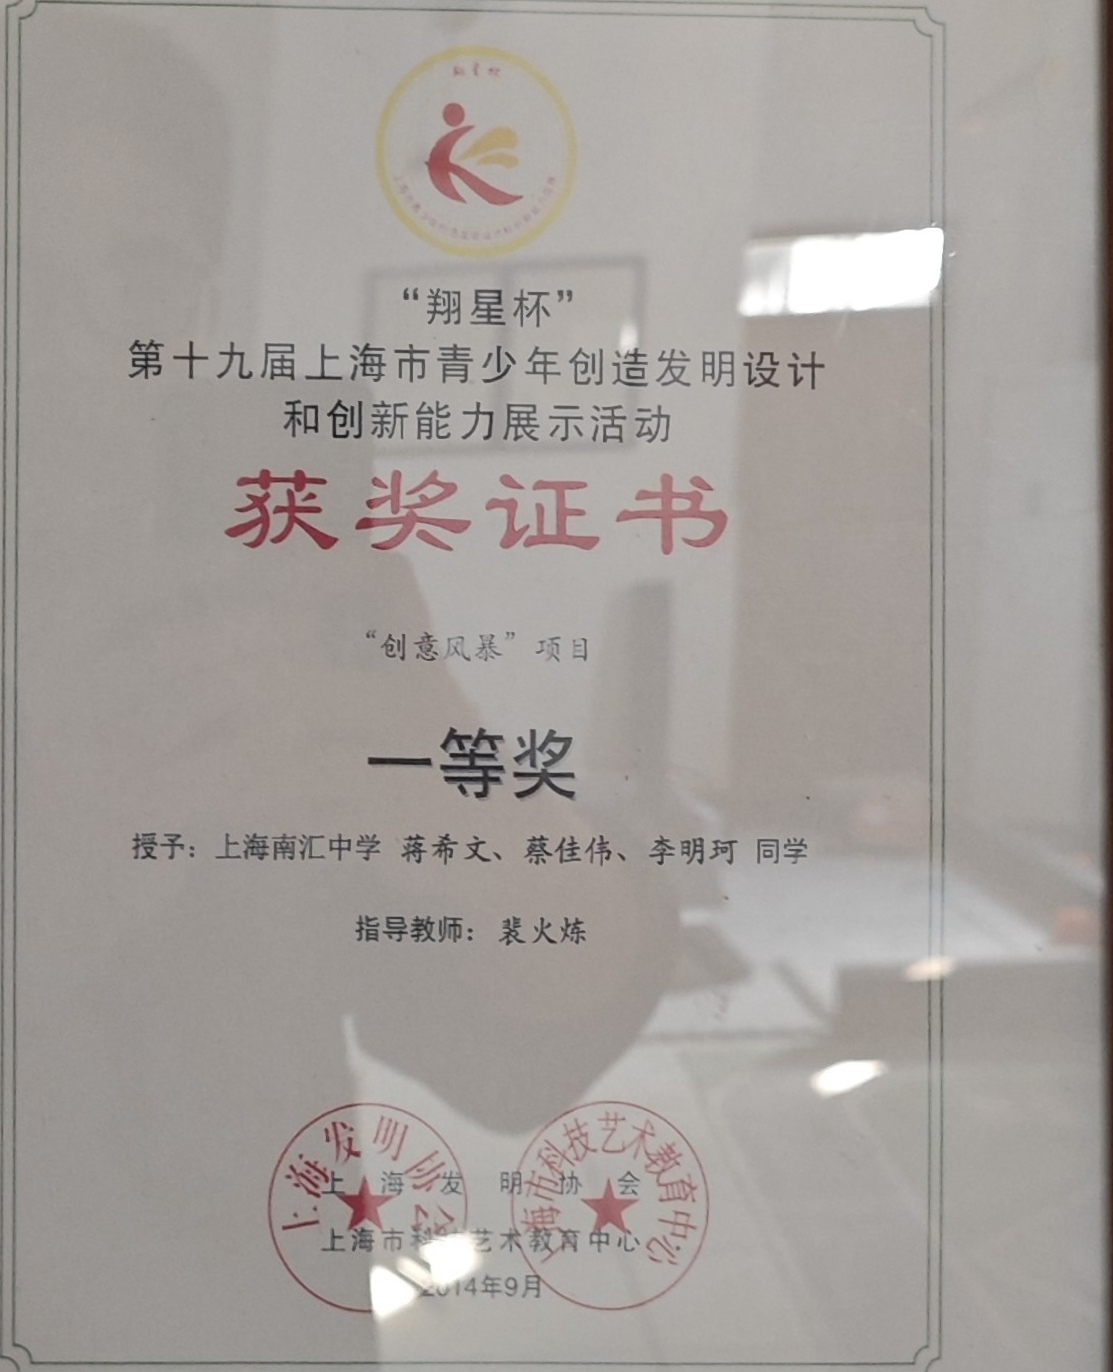 翔星杯
“翔星杯”
第十九届上海市青少年创造发明设计
和创新能力展示活动
获奖证书
“创意风暴”项目
一等奖
授予：上海南汇中学 蒋希文、蔡佳伟、李明珂 同学
指导教师：裴火炼
上海发明协会
上海市科技艺术教育中心
上海发明协会
上海市科技艺术教育中心
2014年9月